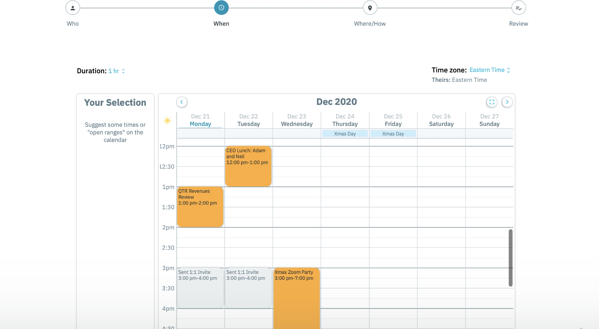 Who
When
Where/How
Review
Duration: 1 hr
Time zone: Eastern Time
Theirs: Eastern Time
Your Selection
Suggest some times or
"open ranges" on the
calendar
Dec 2020
Dec 21
Monday
Dec 22
Tuesday
Dec 23
Wednesday
Dec 24
Thursday
Dec 25
Friday
Dec 26
Saturday
Dec 27
Sunday
Xmas Day
Xmas Day
12pm
CEO Lunch: Adam
and Neil
12:00 pm-1:00 pm
12:30
1pm
QTR Revenues
Review
1:00 pm-2:00 pm
1:30
2pm
2:30
3pm
Sent 1:1 Invite
3:00 pm-4:00 pm
Sent 1:1 Invite
3:00 pm-4:00 pm
Xmas Zoom Party
3:00 pm-7:00 pm
3:30
4pm
4:30